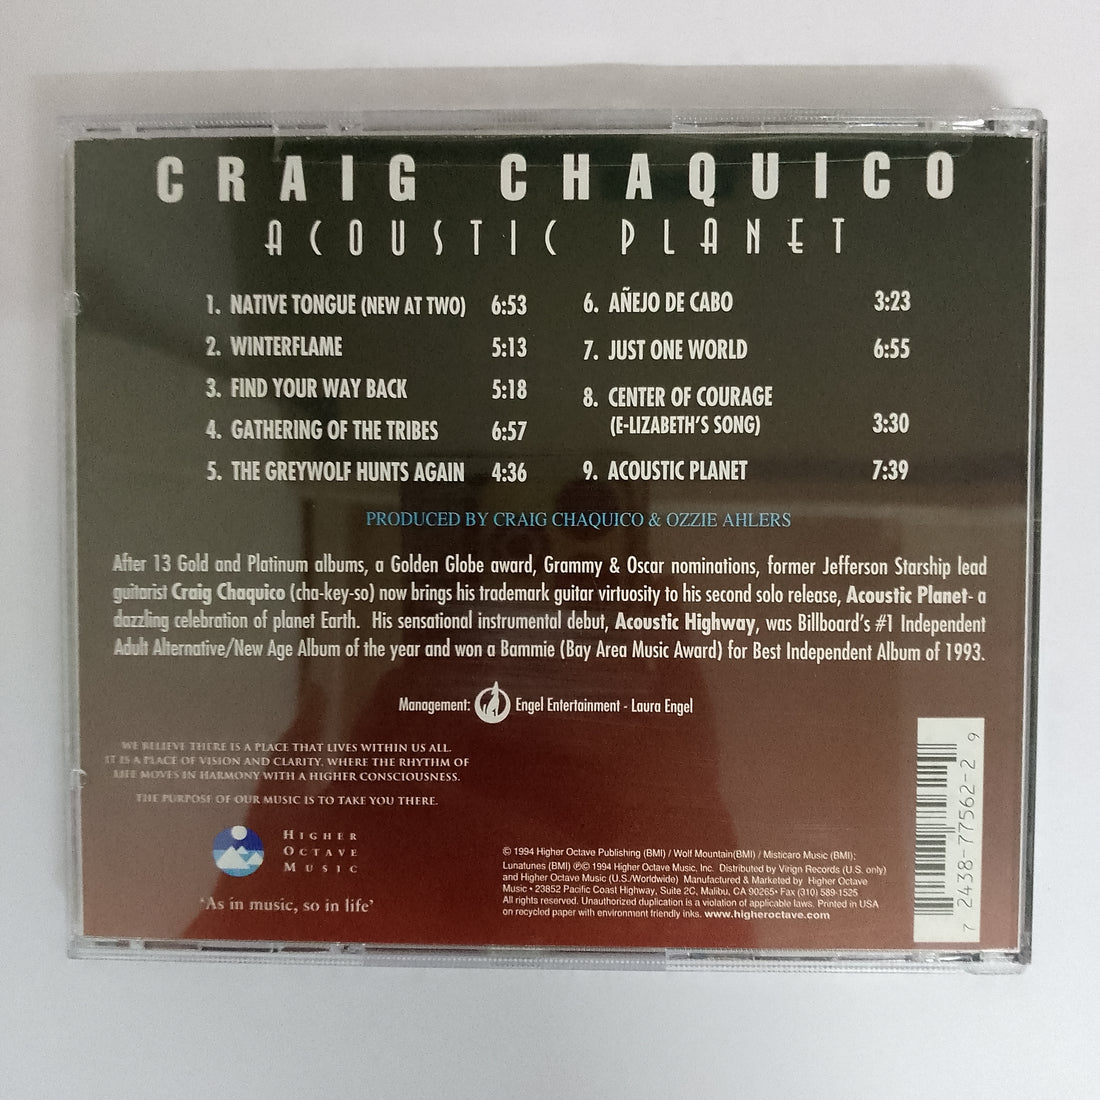 CRAIG CHAQUICO
ACOUSTIC PLANET
1. NATIVE TONGUE (NEW AT TWO) 6:53
2. WINTERFLAME 5:13
3. FIND YOUR WAY BACK 5:18
4. GATHERING OF THE TRIBES 6:57
5. THE GREYWOLF HUNTS AGAIN 4:36
6. AÑEJO DE CABO 3:23
7. JUST ONE WORLD 6:55
8. CENTER OF COURAGE
(E-LIZABETH'S SONG) 3:30
9. ACOUSTIC PLANET 7:39
PRODUCED BY CRAIG CHAQUICO & OZZIE AHLERS
After 13 Gold and Platinum albums, a Golden Globe award, Grammy & Oscar nominations, former Jefferson Starship lead
guitarist Craig Chaquico (cha-key-so) now brings his trademark guitar virtuosity to his second solo release, Acoustic Planet- a
dazzling celebration of planet Earth. His sensational instrumental debut, Acoustic Highway, was Billboard's #1 Independent
Adult Alternative/New Age Album of the year and won a Bammie (Bay Area Music Award) for Best Independent Album of 1993.
Management: Engel Entertainment - Laura Engel
WE BELIEVE THERE IS A PLACE THAT LIVES WITHIN US ALL.
IT IS A PLACE OF VISION AND CLARITY, WHERE THE RHYTHM OF
LIFE MOVES IN HARMONY WITH A HIGHER CONSCIOUSNESS.
THE PURPOSE OF OUR MUSIC IS TO TAKE YOU THERE.
HIGHER
OCTAVE
MUSIC
'As in music, so in life'
© 1994 Higher Octave Publishing (BMI) / Wolf Mountain(BMI) / Misticaro Music (BMI);
Lunatunes (BMI) ℗© 1994 Higher Octave Music, Inc. Distributed by Virign Records (U.S. only)
and Higher Octave Music (U.S./Worldwide) Manufactured & Marketed by Higher Octave
Music • 23852 Pacific Coast Highway, Suite 2C, Malibu, CA 90265• Fax (310) 589-1525
All rights reserved. Unauthorized duplication is a violation of applicable laws. Printed in USA
on recycled paper with environment friendly inks. www.higheroctave.com
7 2438-77562-2 9